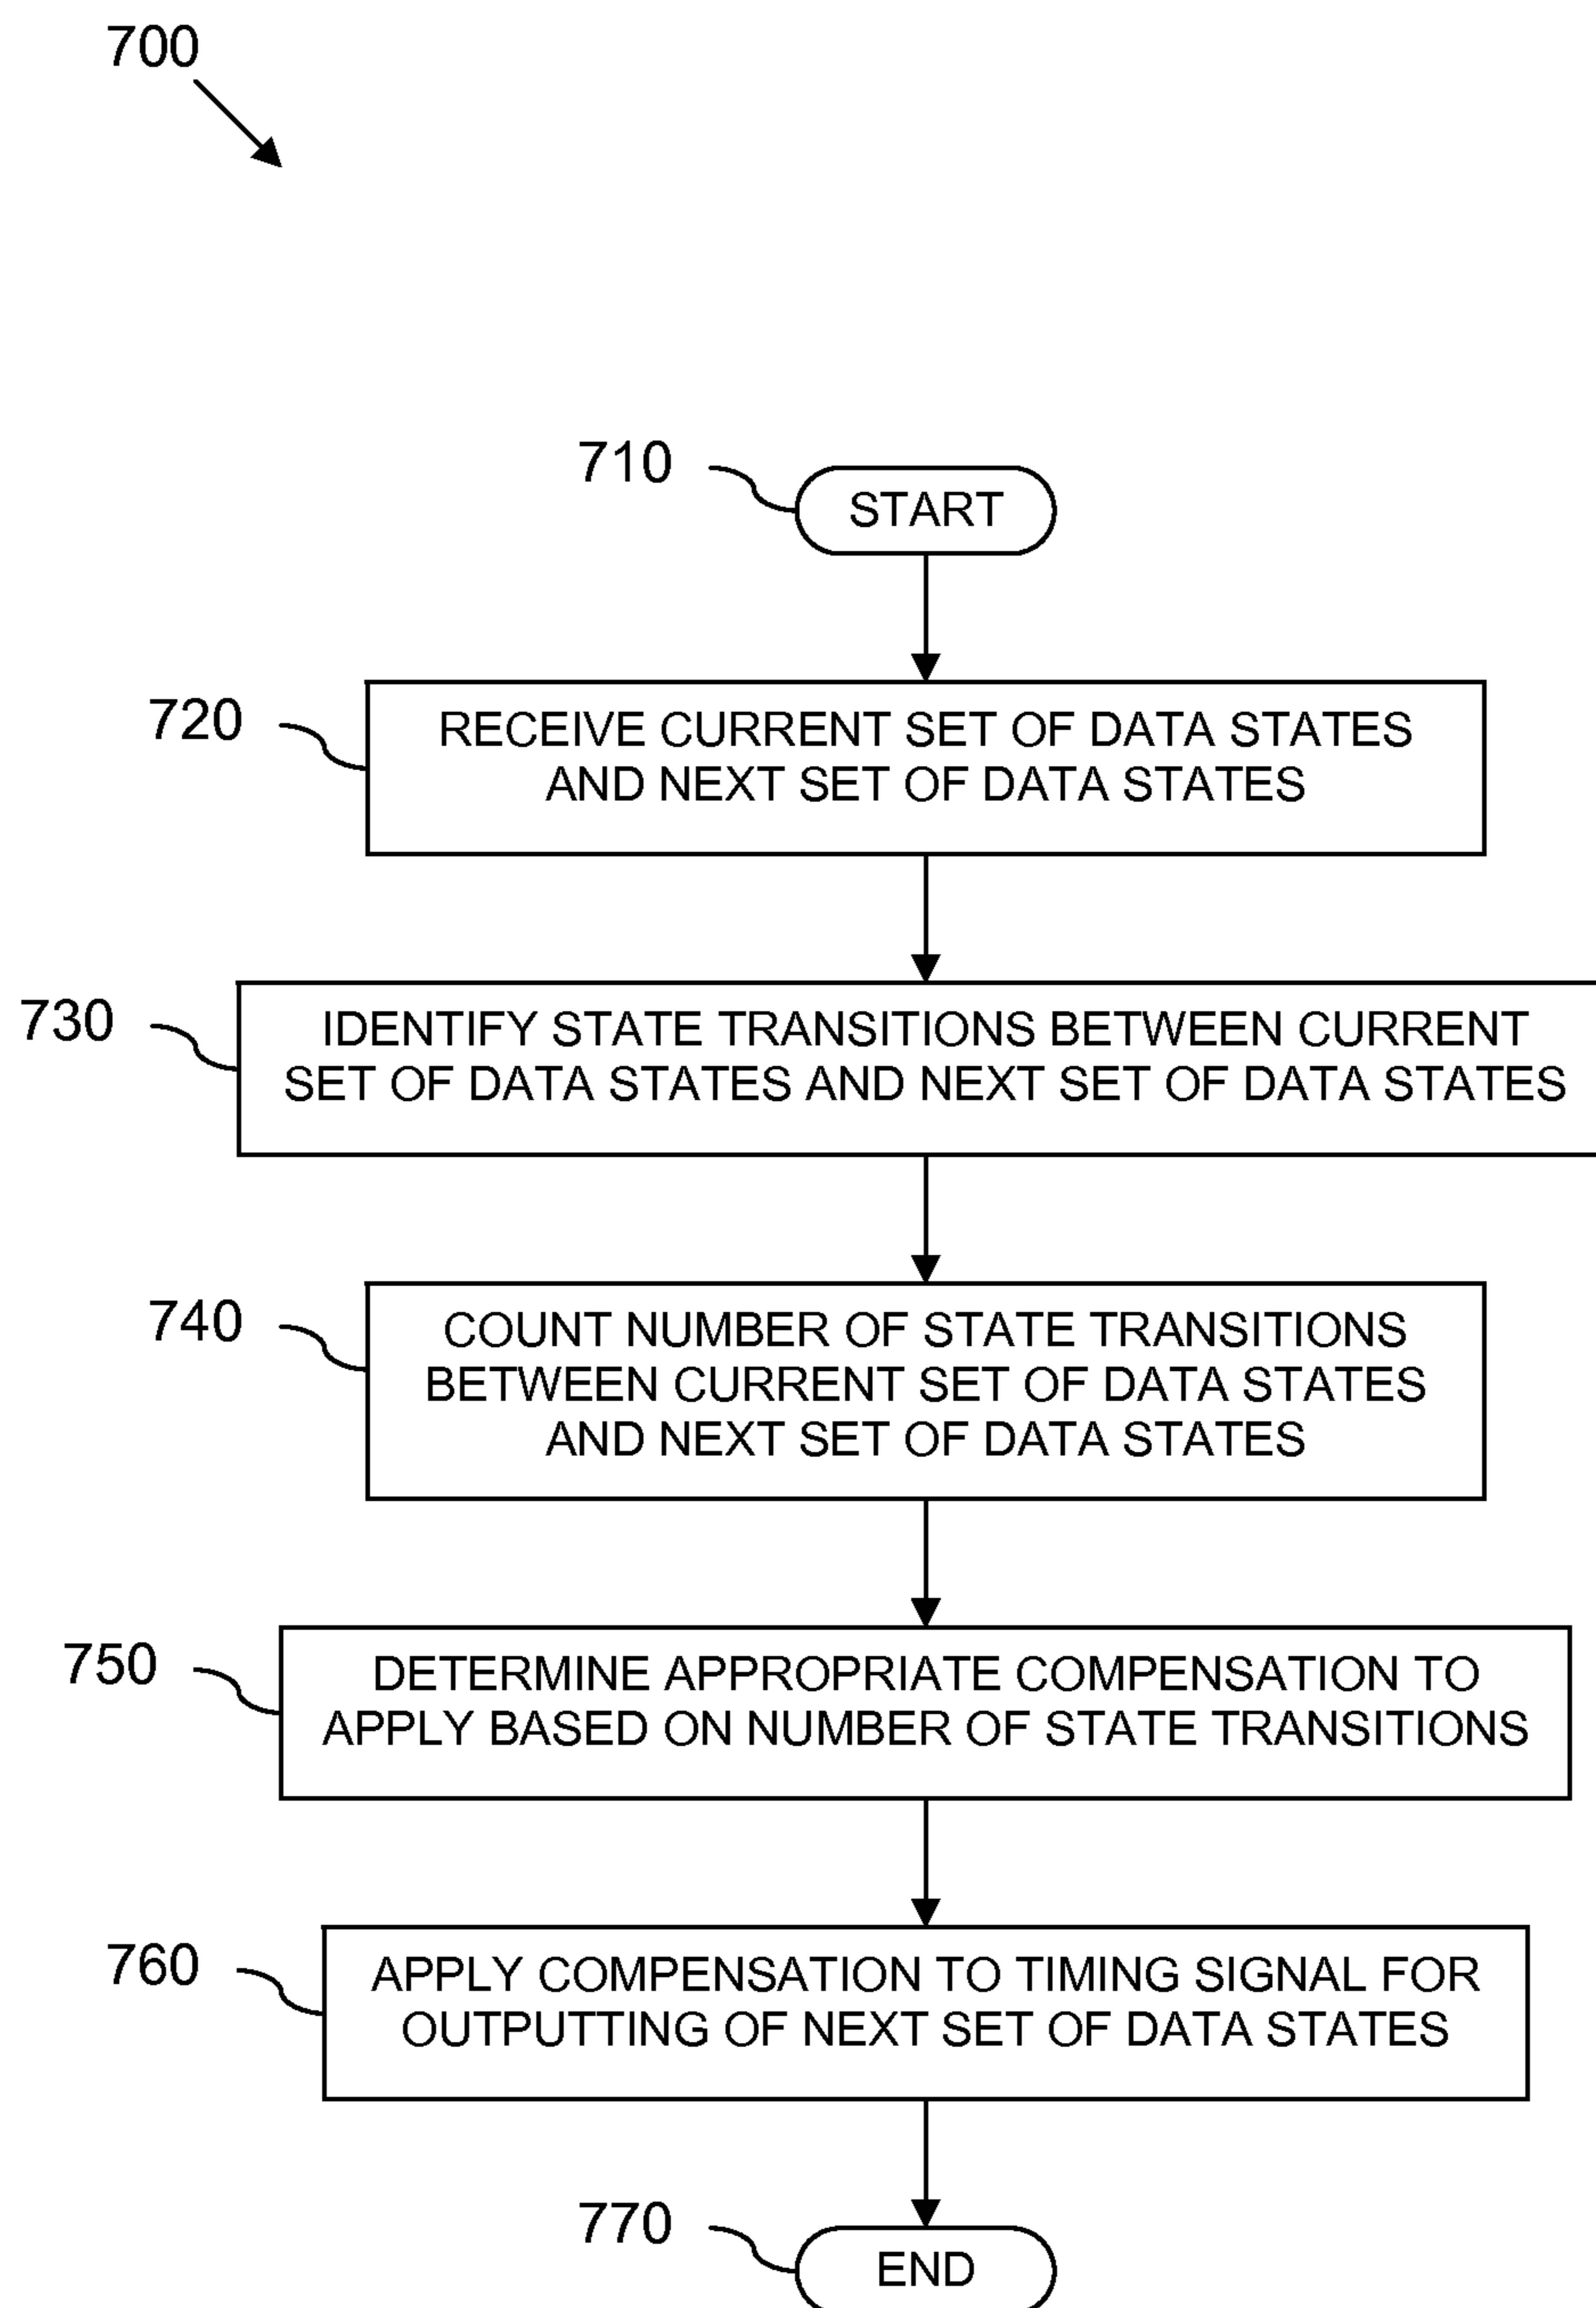 700
710
START
720
RECEIVE CURRENT SET OF DATA STATES
AND NEXT SET OF DATA STATES
730
IDENTIFY STATE TRANSITIONS BETWEEN CURRENT
SET OF DATA STATES AND NEXT SET OF DATA STATES
740
COUNT NUMBER OF STATE TRANSITIONS
BETWEEN CURRENT SET OF DATA STATES
AND NEXT SET OF DATA STATES
750
DETERMINE APPROPRIATE COMPENSATION TO
APPLY BASED ON NUMBER OF STATE TRANSITIONS
760
APPLY COMPENSATION TO TIMING SIGNAL FOR
OUTPUTTING OF NEXT SET OF DATA STATES
770
END